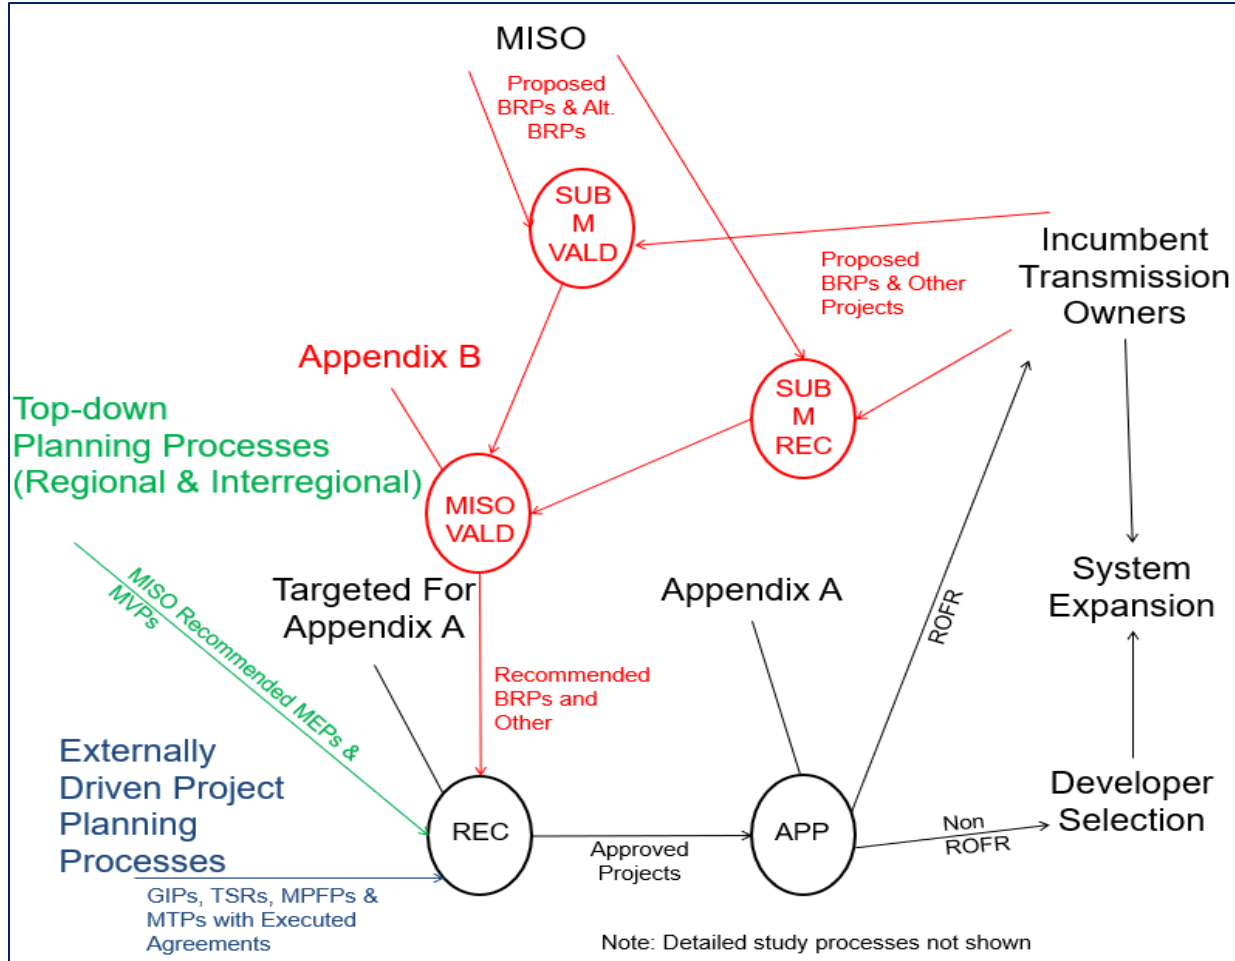 MISO
Proposed
BRPs & Alt.
BRPs
SUB
M
VALD
Incumbent
Transmission
Owners
Proposed
BRPs & Other
Projects
Appendix B
SUB
M
REC
Top-down
Planning Processes
(Regional & Interregional)
MISO
VALD
MISO Recommended MEPs &
MVPs
Targeted For
Appendix A
Appendix A
System
Expansion
ROFR
Recommended
BRPs and
Other
Externally
Driven Project
Planning
Processes
REC
Approved
Projects
APP
Non
ROFR
Developer
Selection
GIPs, TSRs, MPFPs &
MTPs with Executed
Agreements
Note: Detailed study processes not shown